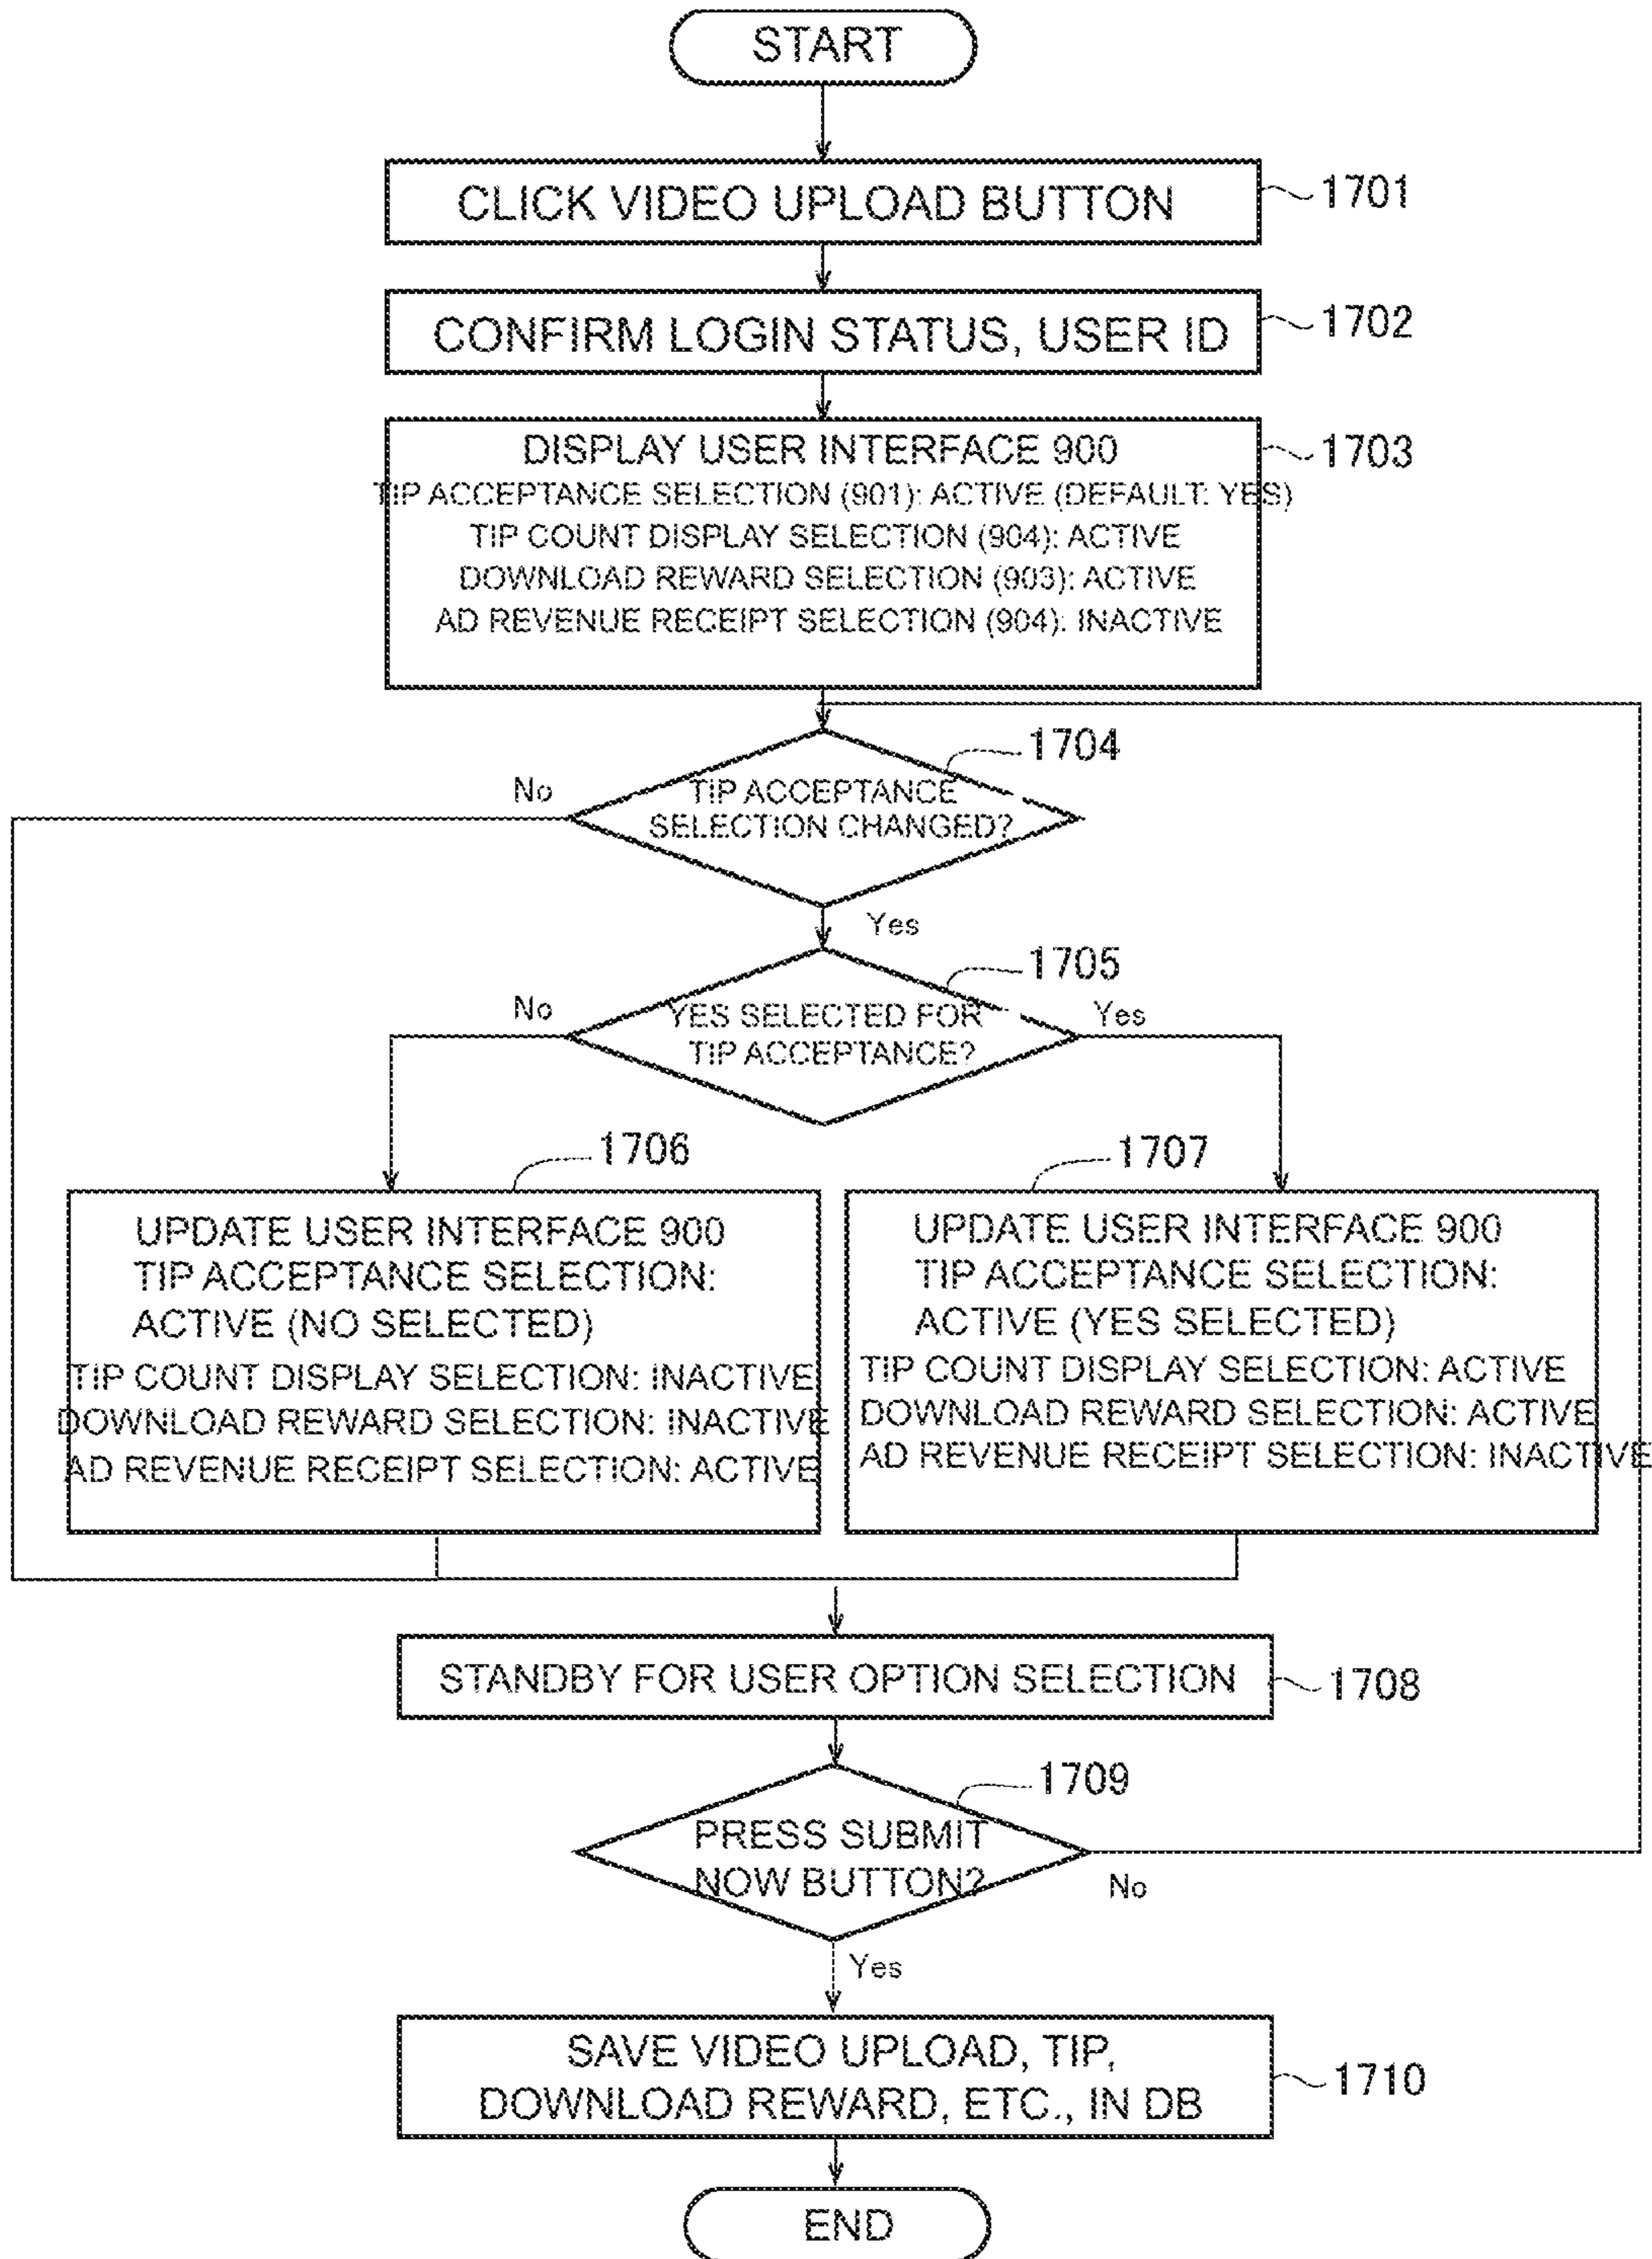 START
CLICK VIDEO UPLOAD BUTTON
1701
CONFIRM LOGIN STATUS, USER ID
1702
DISPLAY USER INTERFACE 900
1703
TIP ACCEPTANCE SELECTION (901): ACTIVE (DEFAULT: YES)
TIP COUNT DISPLAY SELECTION (904): ACTIVE
DOWNLOAD REWARD SELECTION (903): ACTIVE
AD REVENUE RECEIPT SELECTION (904): INACTIVE
1704
No
TIP ACCEPTANCE
SELECTION CHANGED?
Yes
1705
No
YES SELECTED FOR
Yes
TIP ACCEPTANCE?
1706
1707
UPDATE USER INTERFACE 900
TIP ACCEPTANCE SELECTION:
ACTIVE (NO SELECTED)
TIP COUNT DISPLAY SELECTION: INACTIVE
DOWNLOAD REWARD SELECTION: INACTIVE
AD REVENUE RECEIPT SELECTION: ACTIVE
UPDATE USER INTERFACE 900
TIP ACCEPTANCE SELECTION:
ACTIVE (YES SELECTED)
TIP COUNT DISPLAY SELECTION: ACTIVE
DOWNLOAD REWARD SELECTION: ACTIVE
AD REVENUE RECEIPT SELECTION: INACTIVE
STANDBY FOR USER OPTION SELECTION
1708
1709
PRESS SUBMIT
NOW BUTTON?
No
Yes
SAVE VIDEO UPLOAD, TIP,
DOWNLOAD REWARD, ETC., IN DB
1710
END